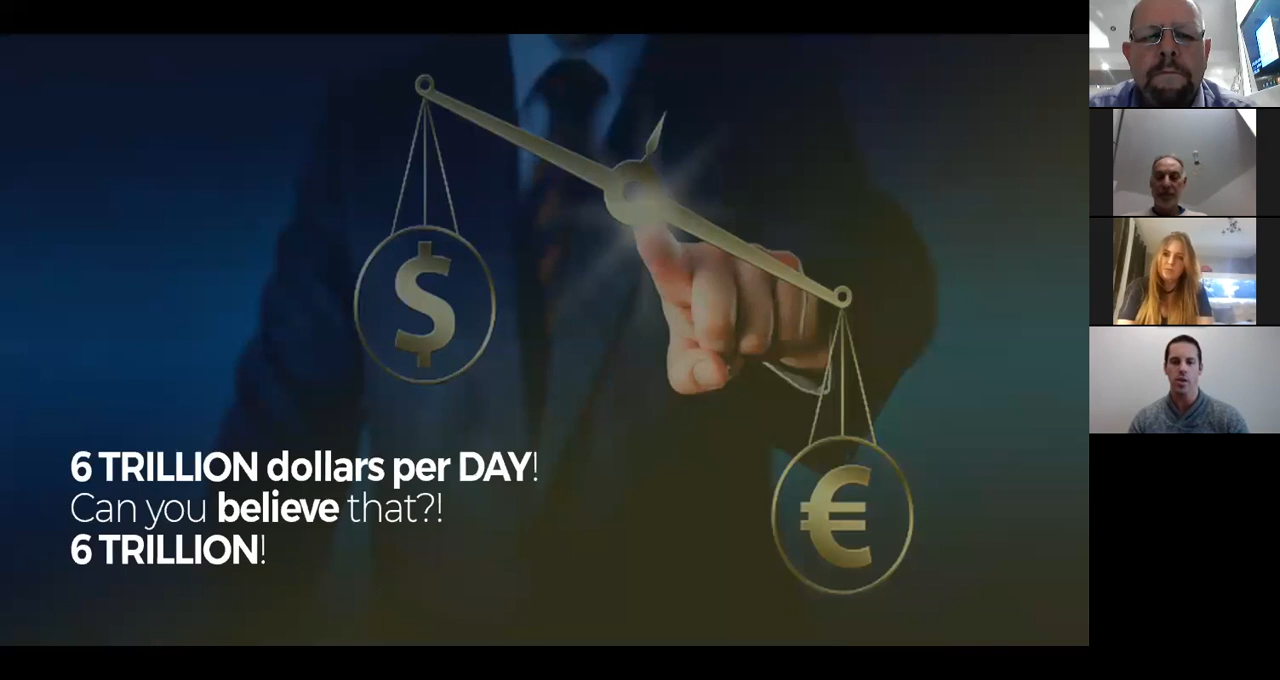 $
€
6 TRILLION dollars per DAY!
Can you believe that?!
6 TRILLION!